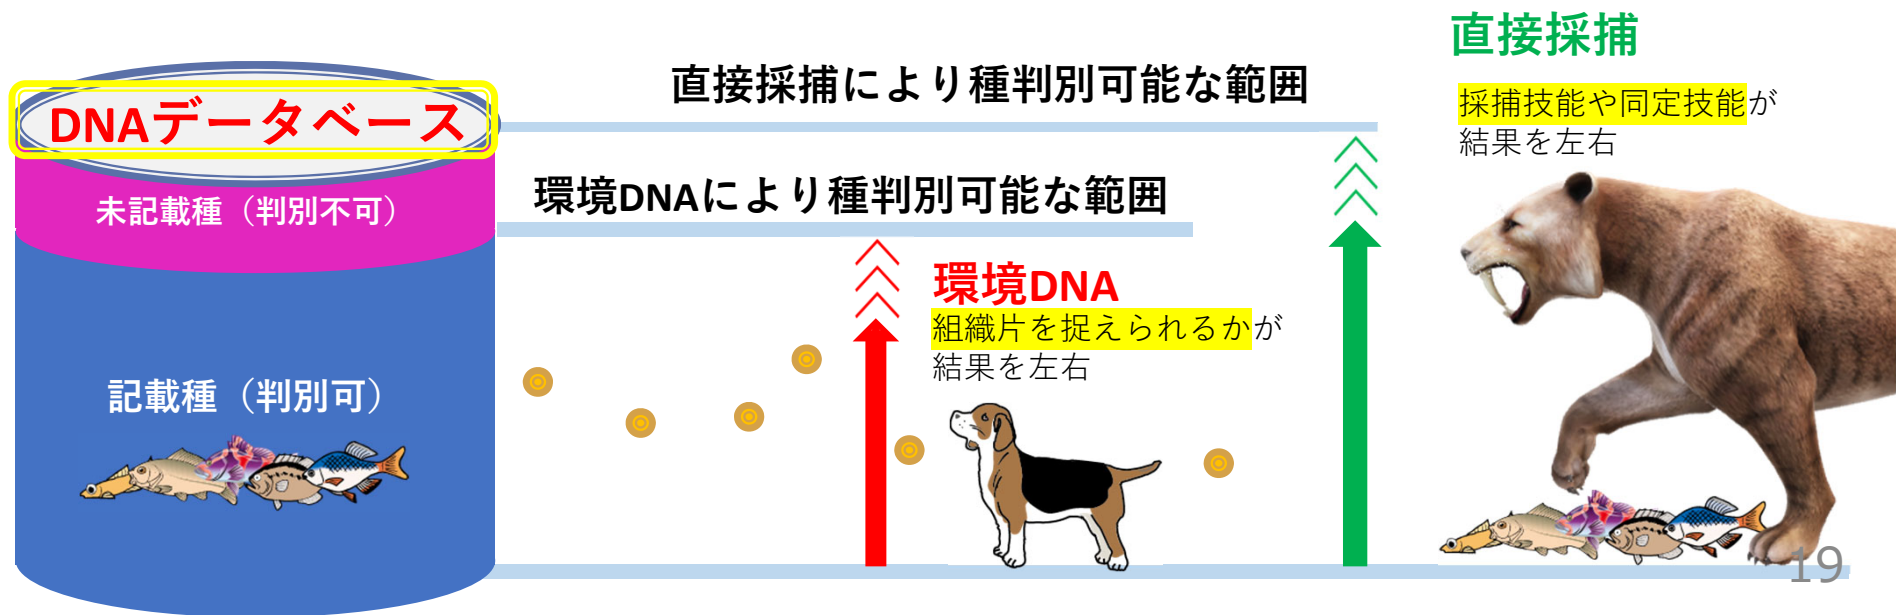 直接採捕
直接採捕により種判別可能な範囲
採捕技能や同定技能が
結果を左右
DNAデータベース
未記載種（判別不可）
環境DNAにより種判別可能な範囲
環境DNA
組織片を捉えられるかが
結果を左右
記載種（判別可）
19